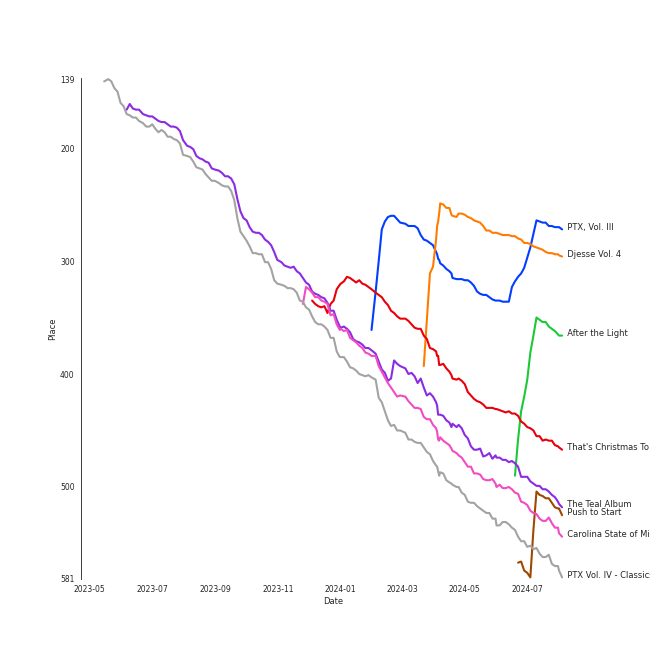 139
200
300
400
500
581
Place
2023-05
2023-07
2023-09
2023-11
2024-01
2024-03
2024-05
2024-07
Date
PTX, Vol. III
Djesse Vol. 4
After the Light
That's Christmas To
The Teal Album
Push to Start
Carolina State of Mi
PTX Vol. IV - Classic